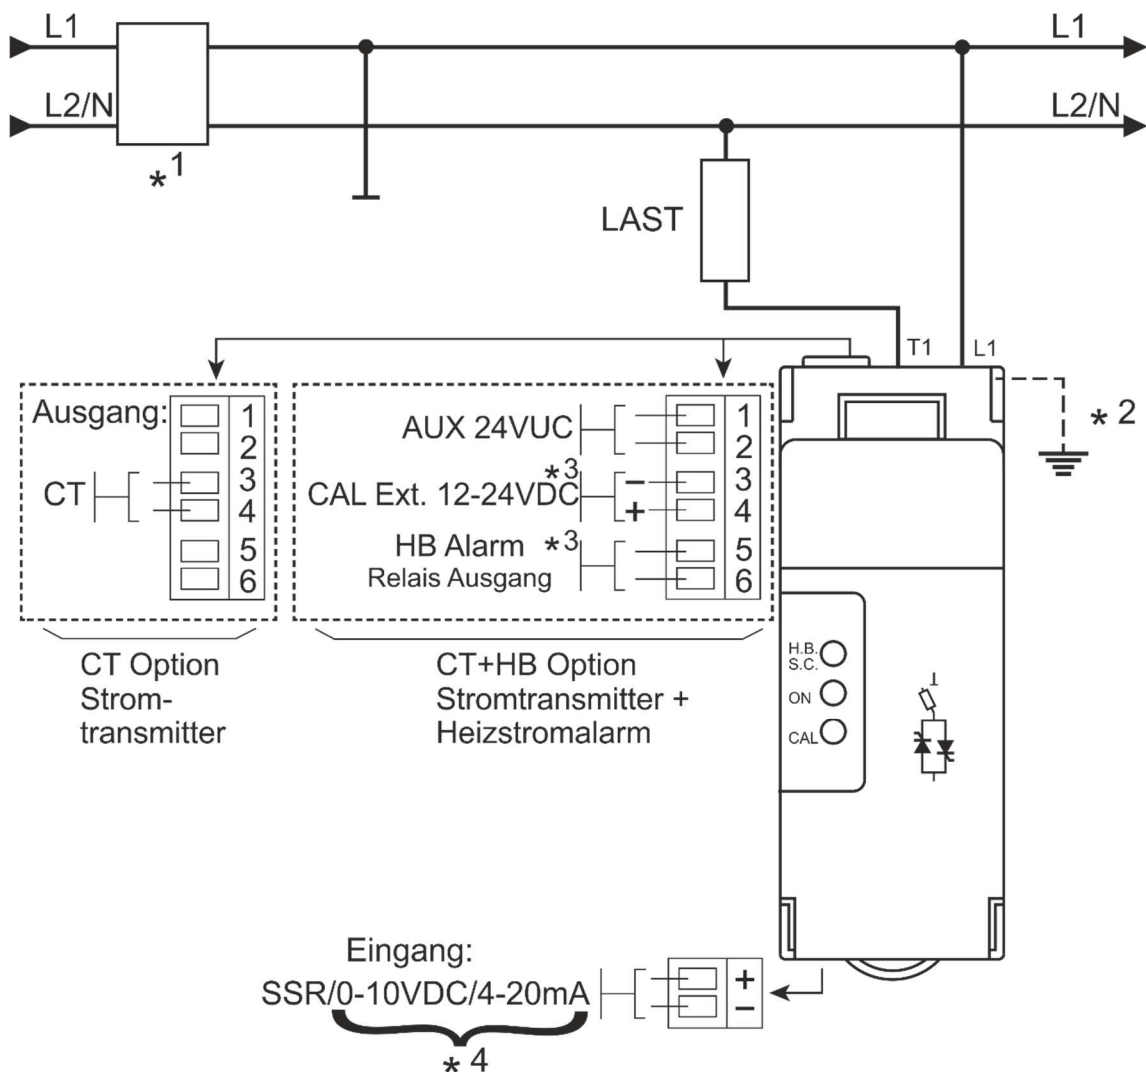 L1
L1
L2/N
L2/N
*1
LAST
T1
L1
*2
Ausgang:
1
2
CT
3
4
5
6
AUX 24VUC
1
2
*3
CAL Ext. 12-24VDC
−
3
+
4
HB Alarm *3
Relais Ausgang
5
6
CT Option
Strom-
transmitter
CT+HB Option
Stromtransmitter +
Heizstromalarm
H.B.
S.C.
ON
CAL
Eingang:
SSR/0-10VDC/4-20mA
+
−
*4